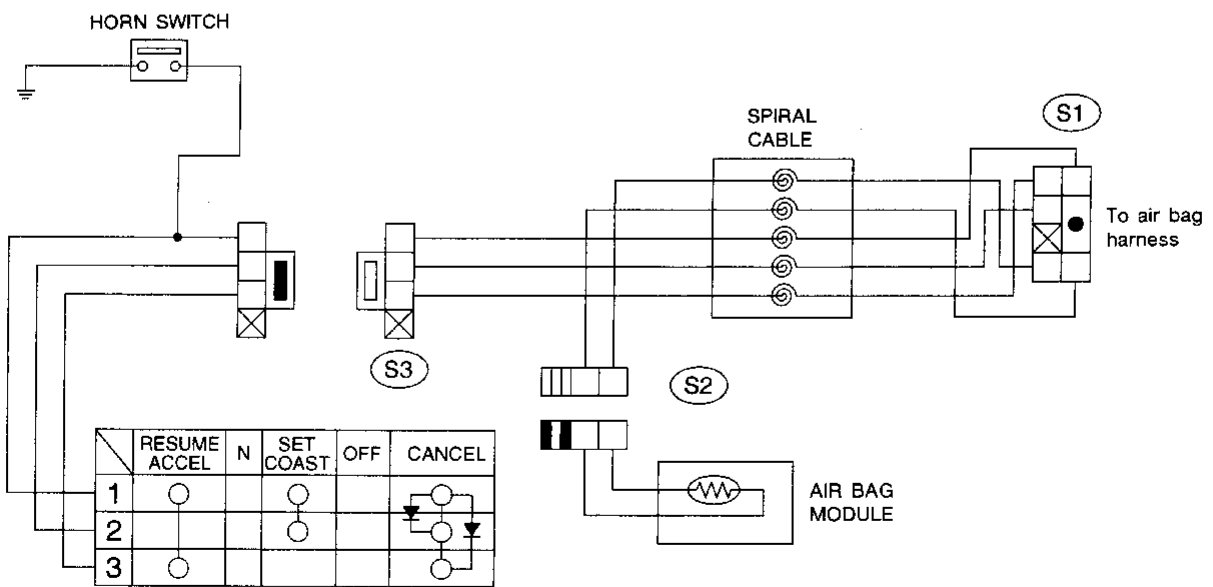 HORN SWITCH
SPIRAL
CABLE
S1
To air bag
harness
S3
S2
RESUME
ACCEL
N
SET
COAST
OFF
CANCEL
1
2
3
AIR BAG
MODULE